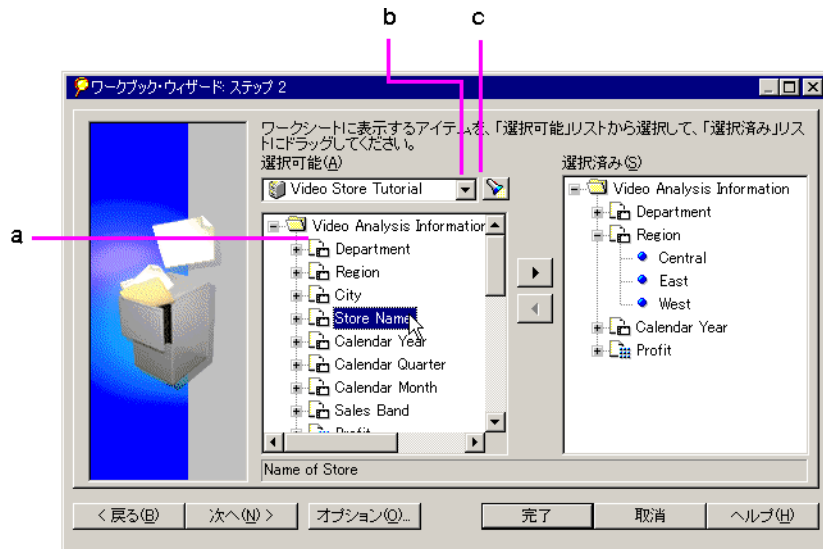 b
c
ワークブック・ウィザード: ステップ 2
ワークシートに表示するアイテムを、「選択可能」リストから選択して、「選択済み」リス
トにドラッグしてください。
選択可能(A)
選択済み(S)
Video Store Tutorial
a
Video Analysis Information
Department
Region
City
Store Name
Calendar Year
Calendar Quarter
Calendar Month
Sales Band
Profit
Video Analysis Information
Department
Region
Central
East
West
Calendar Year
Profit
Name of Store
< 戻る(B)
次へ(N) >
オプション(O)...
完了
取消
ヘルプ(H)